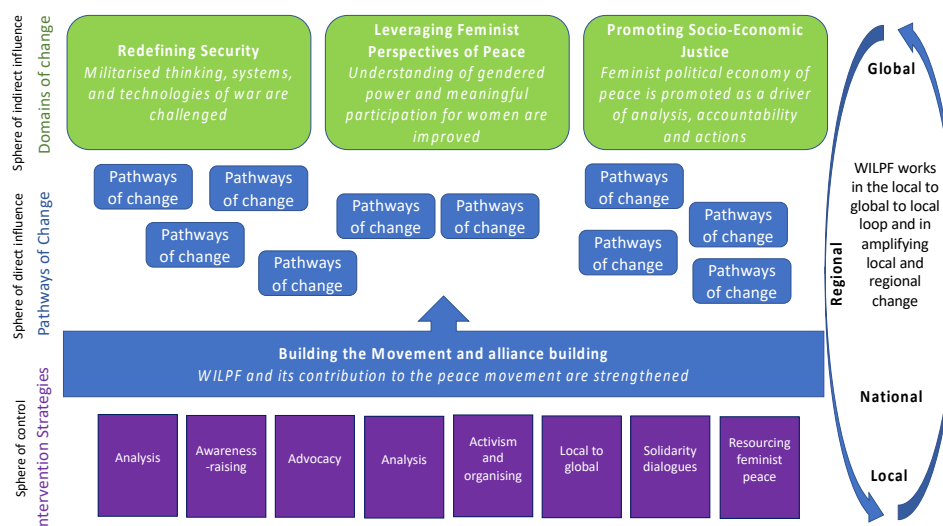 Sphere of indirect influence
Domains of change
Redefining Security
Militarised thinking, systems,
and technologies of war are
challenged
Leveraging Feminist
Perspectives of Peace
Understanding of gendered
power and meaningful
participation for women are
improved
Promoting Socio-Economic
Justice
Feminist political economy of
peace is promoted as a driver
of analysis, accountability
and actions
Sphere of direct influence
Pathways of Change
Pathways
of change
Pathways
of change
Pathways
of change
Pathways
of change
Pathways
of change
Pathways
of change
Pathways
of change
Pathways
of change
Pathways
of change
Pathways
of change
Building the Movement and alliance building
WILPF and its contribution to the peace movement are strengthened
Sphere of control
Intervention Strategies
Analysis
Awareness
-raising
Advocacy
Analysis
Activism
and
organising
Local to
global
Solidarity
dialogues
Resourcing
feminist
peace
Global
WILPF works
in the local to
global to local
loop and in
amplifying
local and
regional
change
Regional
National
Local